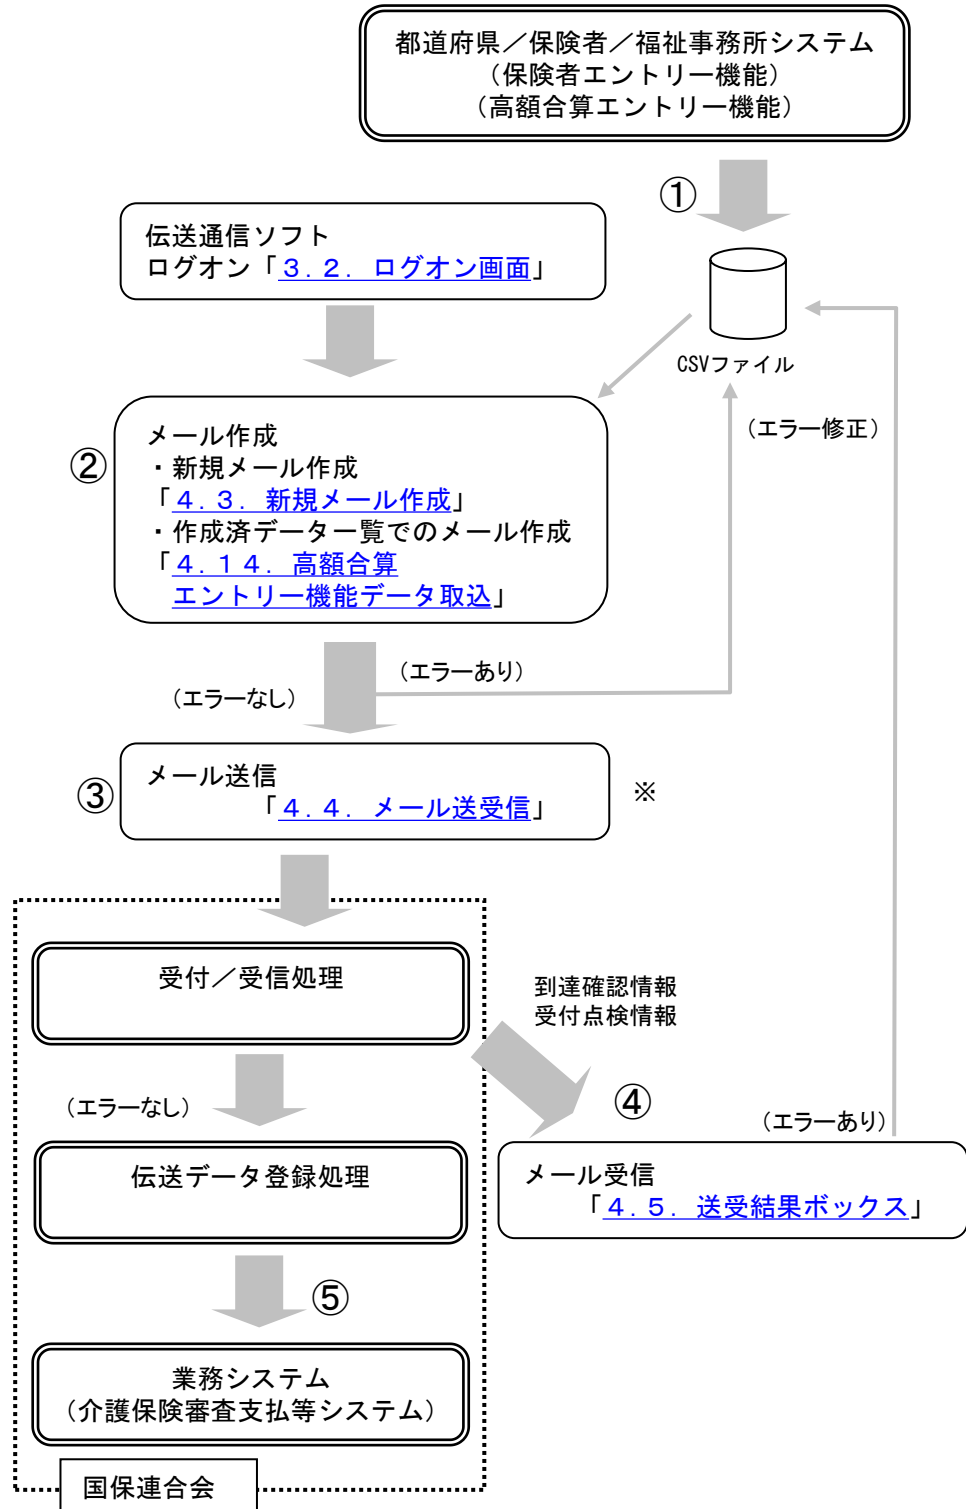 都道府県／保険者／福祉事務所システム
（保険者エントリー機能）
（高額合算エントリー機能）
①
伝送通信ソフト
ログオン「３.２. ログオン画面」
CSVファイル
（エラー修正）
②
メール作成
・新規メール作成
「４.３. 新規メール作成」
・作成済データ一覧でのメール作成
「４.１４. 高額合算
エントリー機能データ取込」
（エラーあり）
（エラーなし）
③
メール送信
「４.４. メール送受信」
※
受付／受信処理
到達確認情報
受付点検情報
④
（エラーなし）
（エラーあり）
伝送データ登録処理
メール受信
「４.５. 送受結果ボックス」
⑤
業務システム
（介護保険審査支払等システム）
国保連合会